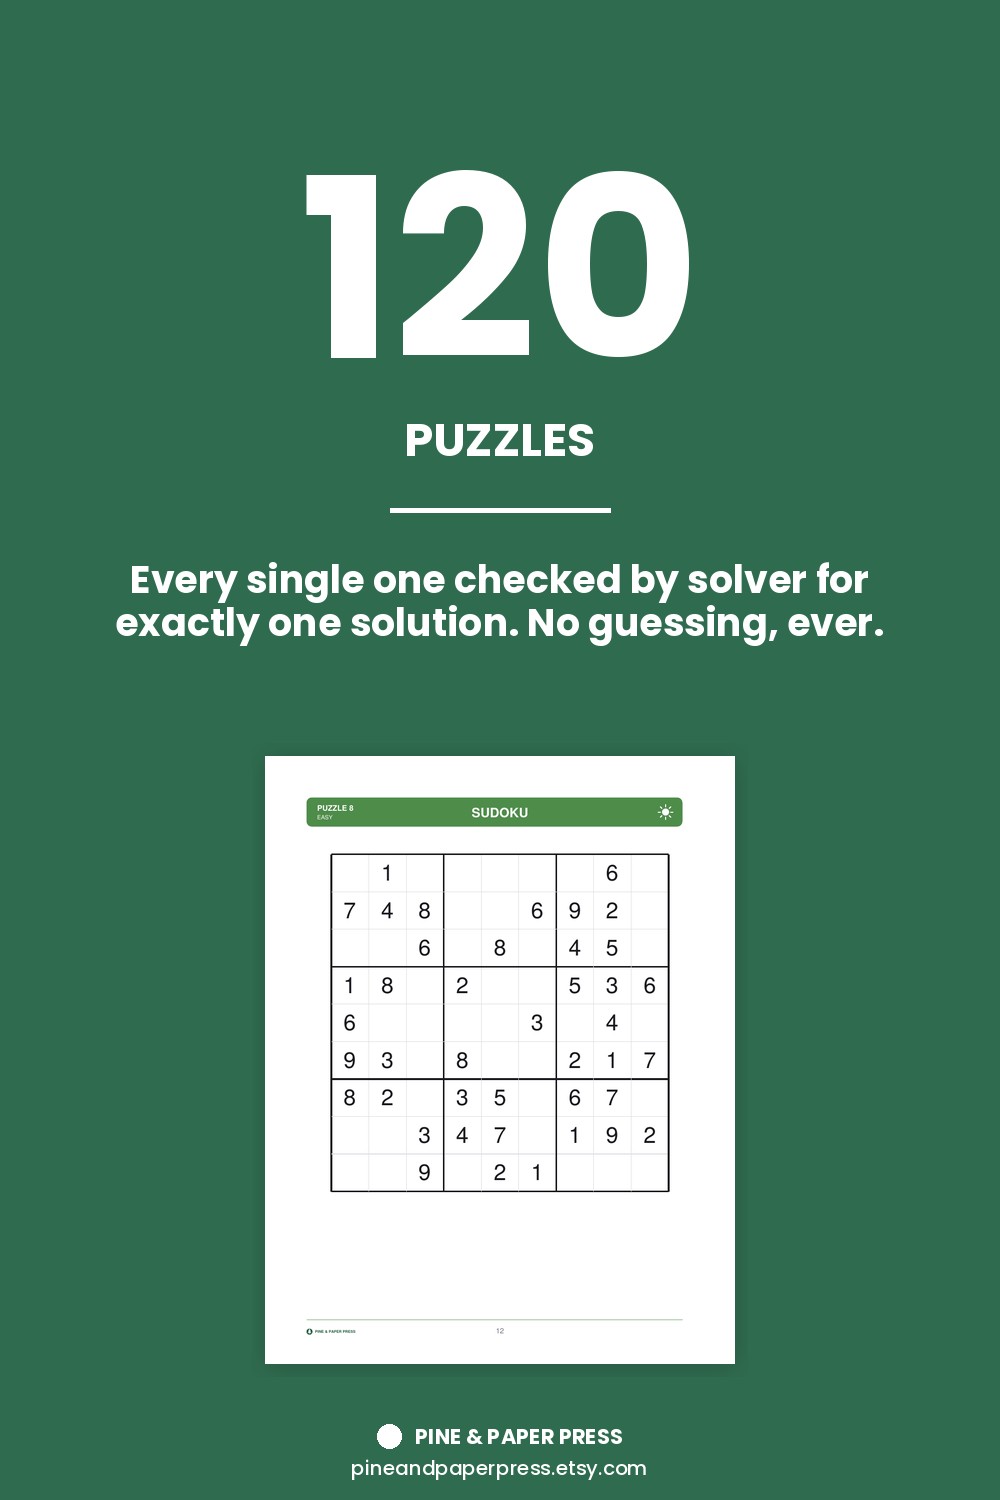 120
PUZZLES
Every single one checked by solver for
exactly one solution. No guessing, ever.
PUZZLE 8
EASY
SUDOKU
1 6
7 4 8 6 9 2
6 8 4 5
1 8 2 5 3 6
6 3 4
9 3 8 2 1 7
8 2 3 5 6 7
3 4 7 1 9 2
9 2 1
PINE & PAPER PRESS
12
PINE & PAPER PRESS
pineandpaperpress.etsy.com